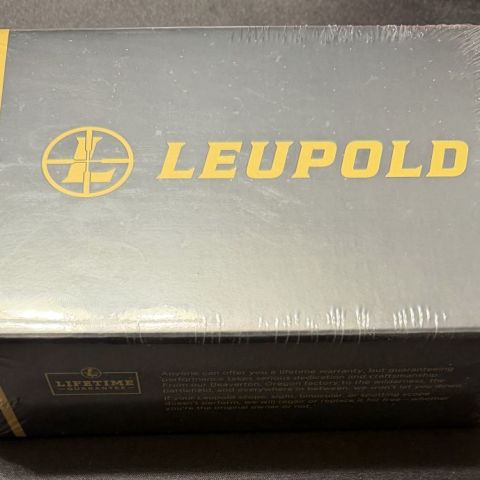 LEUPOLD
L
LIFETIME
GUARANTEE
Anyone can offer you a lifetime warranty, but guaranteeing
performance takes serious dedication and craftsmanship.
From our Beaverton, Oregon factory to the wilderness, the
battlefield, and anywhere in between, we won't let you down.
If your Leupold scope, sight, binocular, or spotting scope
doesn't perform, we will repair or replace it for free—whether
you're the original owner or not.